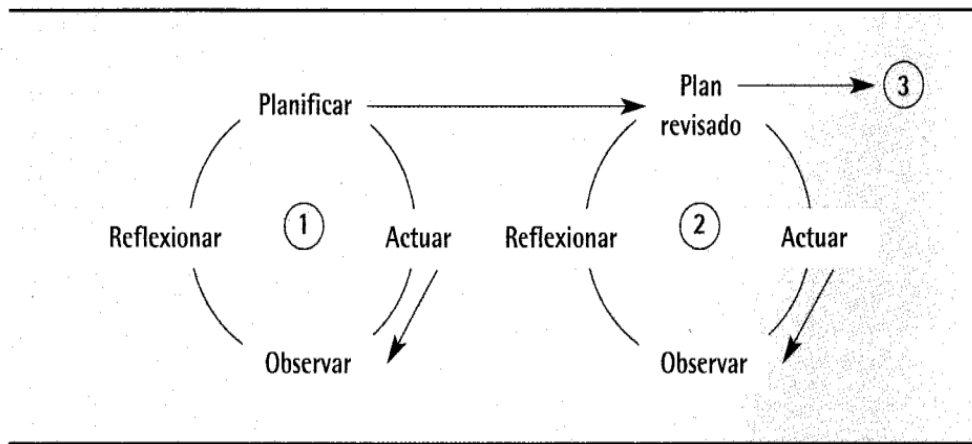 Planificar
Plan
revisado
3
Reflexionar
1
Actuar
Reflexionar
2
Actuar
Observar
Observar